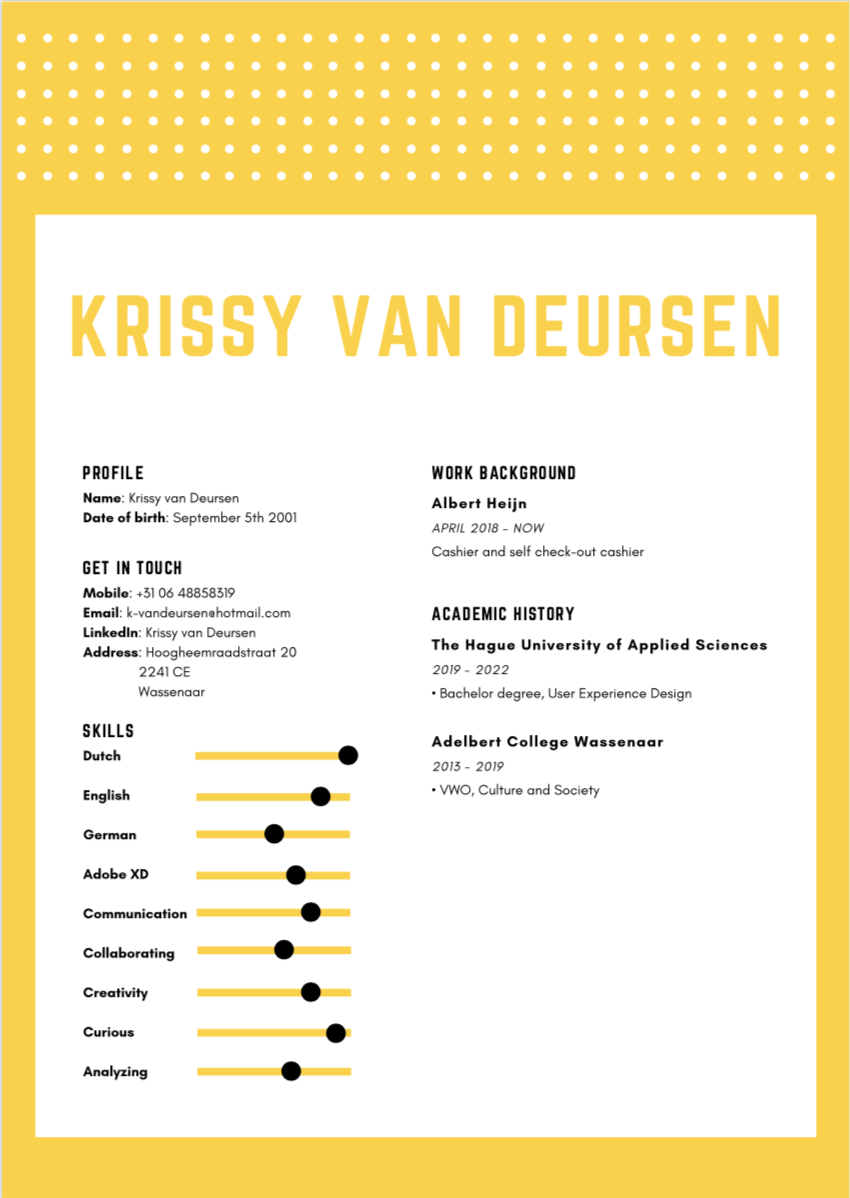 KRISSY VAN DEURSEN
PROFILE
Name: Krissy van Deursen
Date of birth: September 5th 2001
GET IN TOUCH
Mobile: +31 06 48858319
Email: k-vandeursen@hotmail.com
LinkedIn: Krissy van Deursen
Address: Hoogheemraadstraat 20
2241 CE
Wassenaar
SKILLS
Dutch
English
German
Adobe XD
Communication
Collaborating
Creativity
Curious
Analyzing
WORK BACKGROUND
Albert Heijn
APRIL 2018 - NOW
Cashier and self check-out cashier
ACADEMIC HISTORY
The Hague University of Applied Sciences
2019 - 2022
• Bachelor degree, User Experience Design
Adelbert College Wassenaar
2013 - 2019
• VWO, Culture and Society